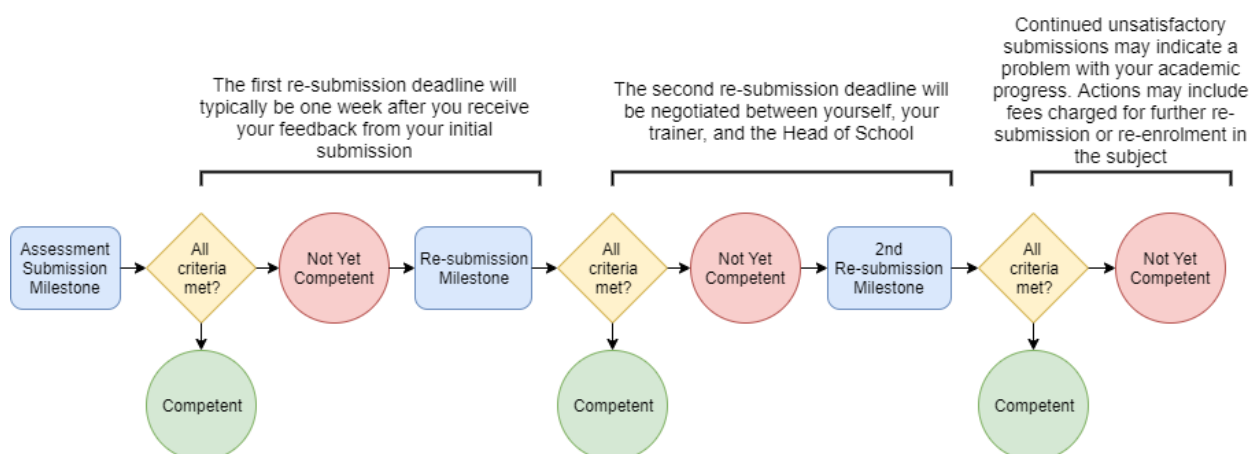 The first re-submission deadline will
typically be one week after you receive
your feedback from your initial
submission
The second re-submission deadline will
be negotiated between yourself, your
trainer, and the Head of School
Continued unsatisfactory
submissions may indicate a
problem with your academic
progress. Actions may include
fees charged for further re-
submission or re-enrolment in
the subject
Assessment
Submission
Milestone
All
criteria
met?
Not Yet
Competent
Re-submission
Milestone
All
criteria
met?
Not Yet
Competent
2nd
Re-submission
Milestone
All
criteria
met?
Not Yet
Competent
Competent
Competent
Competent